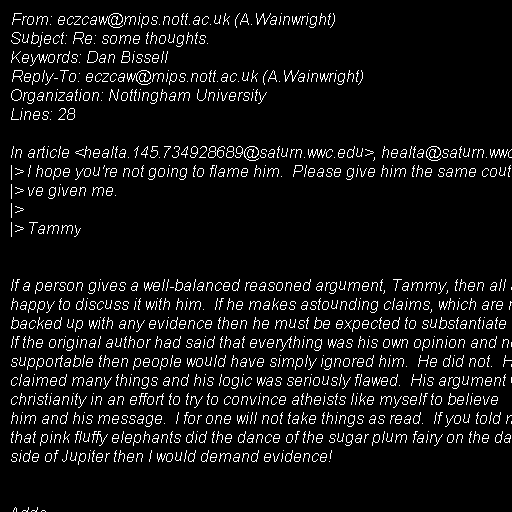 From: eczcaw@mips.nott.ac.uk (A.Wainwright)
Subject: Re: some thoughts.
Keywords: Dan Bissell
Reply-To: eczcaw@mips.nott.ac.uk (A.Wainwright)
Organization: Nottingham University
Lines: 28

In article <healta.145.734928689@saturn.wwc.edu>, healta@saturn.wwc
|> I hope you're not going to flame him.  Please give him the same cout
|> ve given me.
|>
|> Tammy

If a person gives a well-balanced reasoned argument, Tammy, then all
happy to discuss it with him.  If he makes astounding claims, which are
backed up with any evidence then he must be expected to substantiate
If the original author had said that everything was his own opinion and
supportable then people would have simply ignored him.  He did not.
claimed many things and his logic was seriously flawed.  His argument
christianity in an effort to try to convince atheists like myself to believe
him and his message.  I for one will not take things as read.  If you told
that pink fluffy elephants did the dance of the sugar plum fairy on the
side of Jupiter then I would demand evidence!